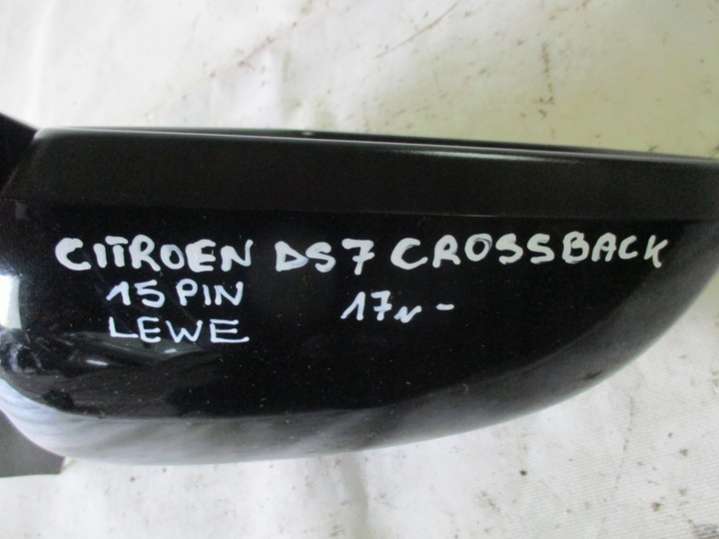 CITROEN DS7 CROSSBACK
15 PIN 17r-
LEWE